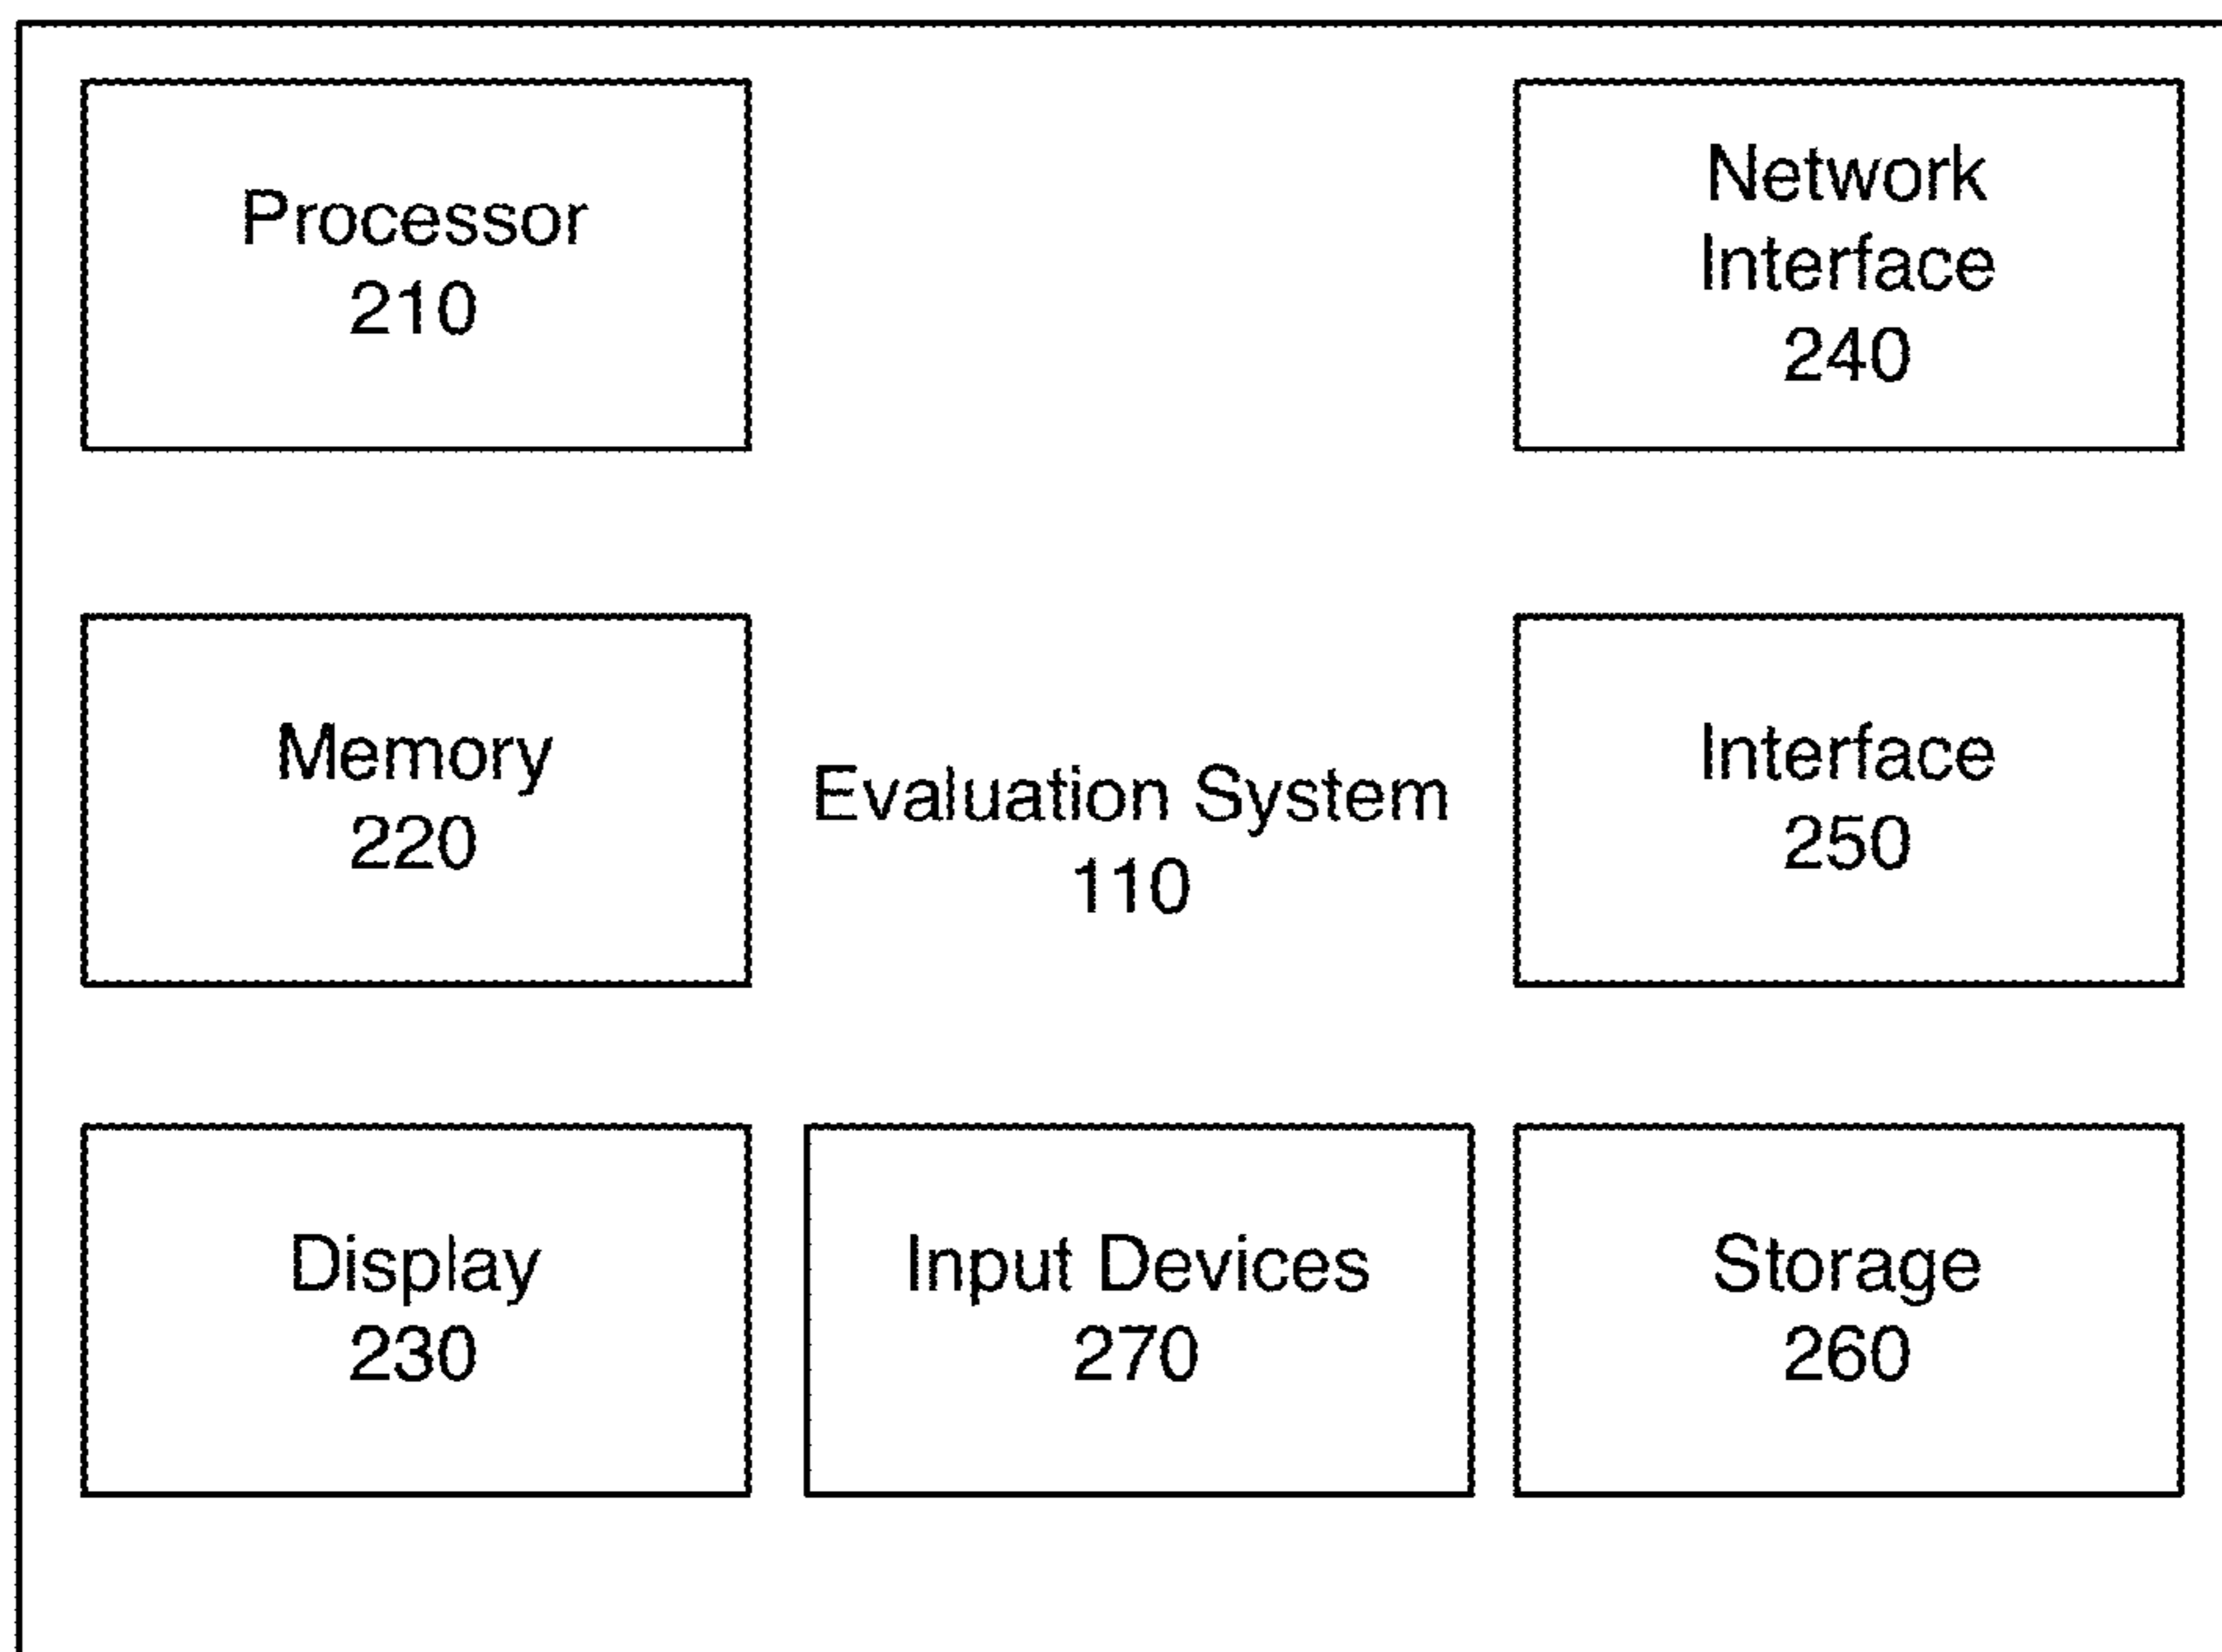 Processor
210
Network
Interface
240
Memory
220
Evaluation System
110
Interface
250
Display
230
Input Devices
270
Storage
260